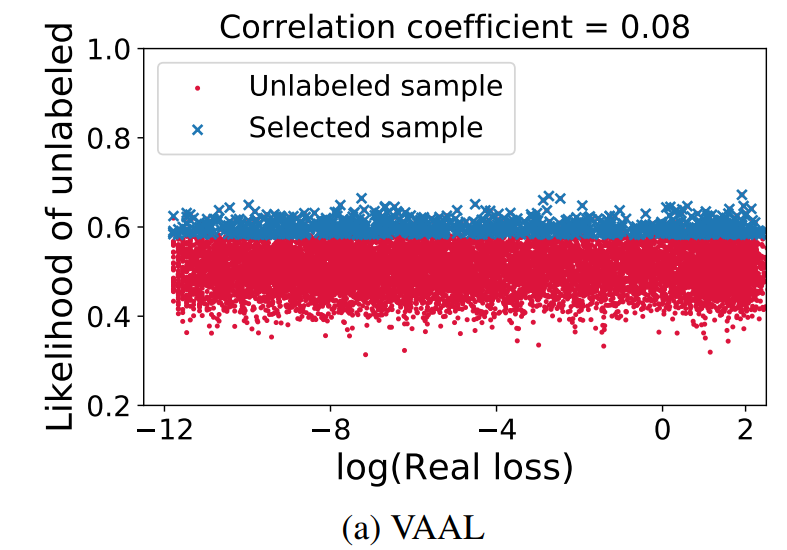 Correlation coefficient = 0.08
Likelihood of unlabeled
1.0
0.8
0.6
0.4
0.2
Unlabeled sample
Selected sample
−12
−8
−4
0
2
log(Real loss)
(a) VAAL